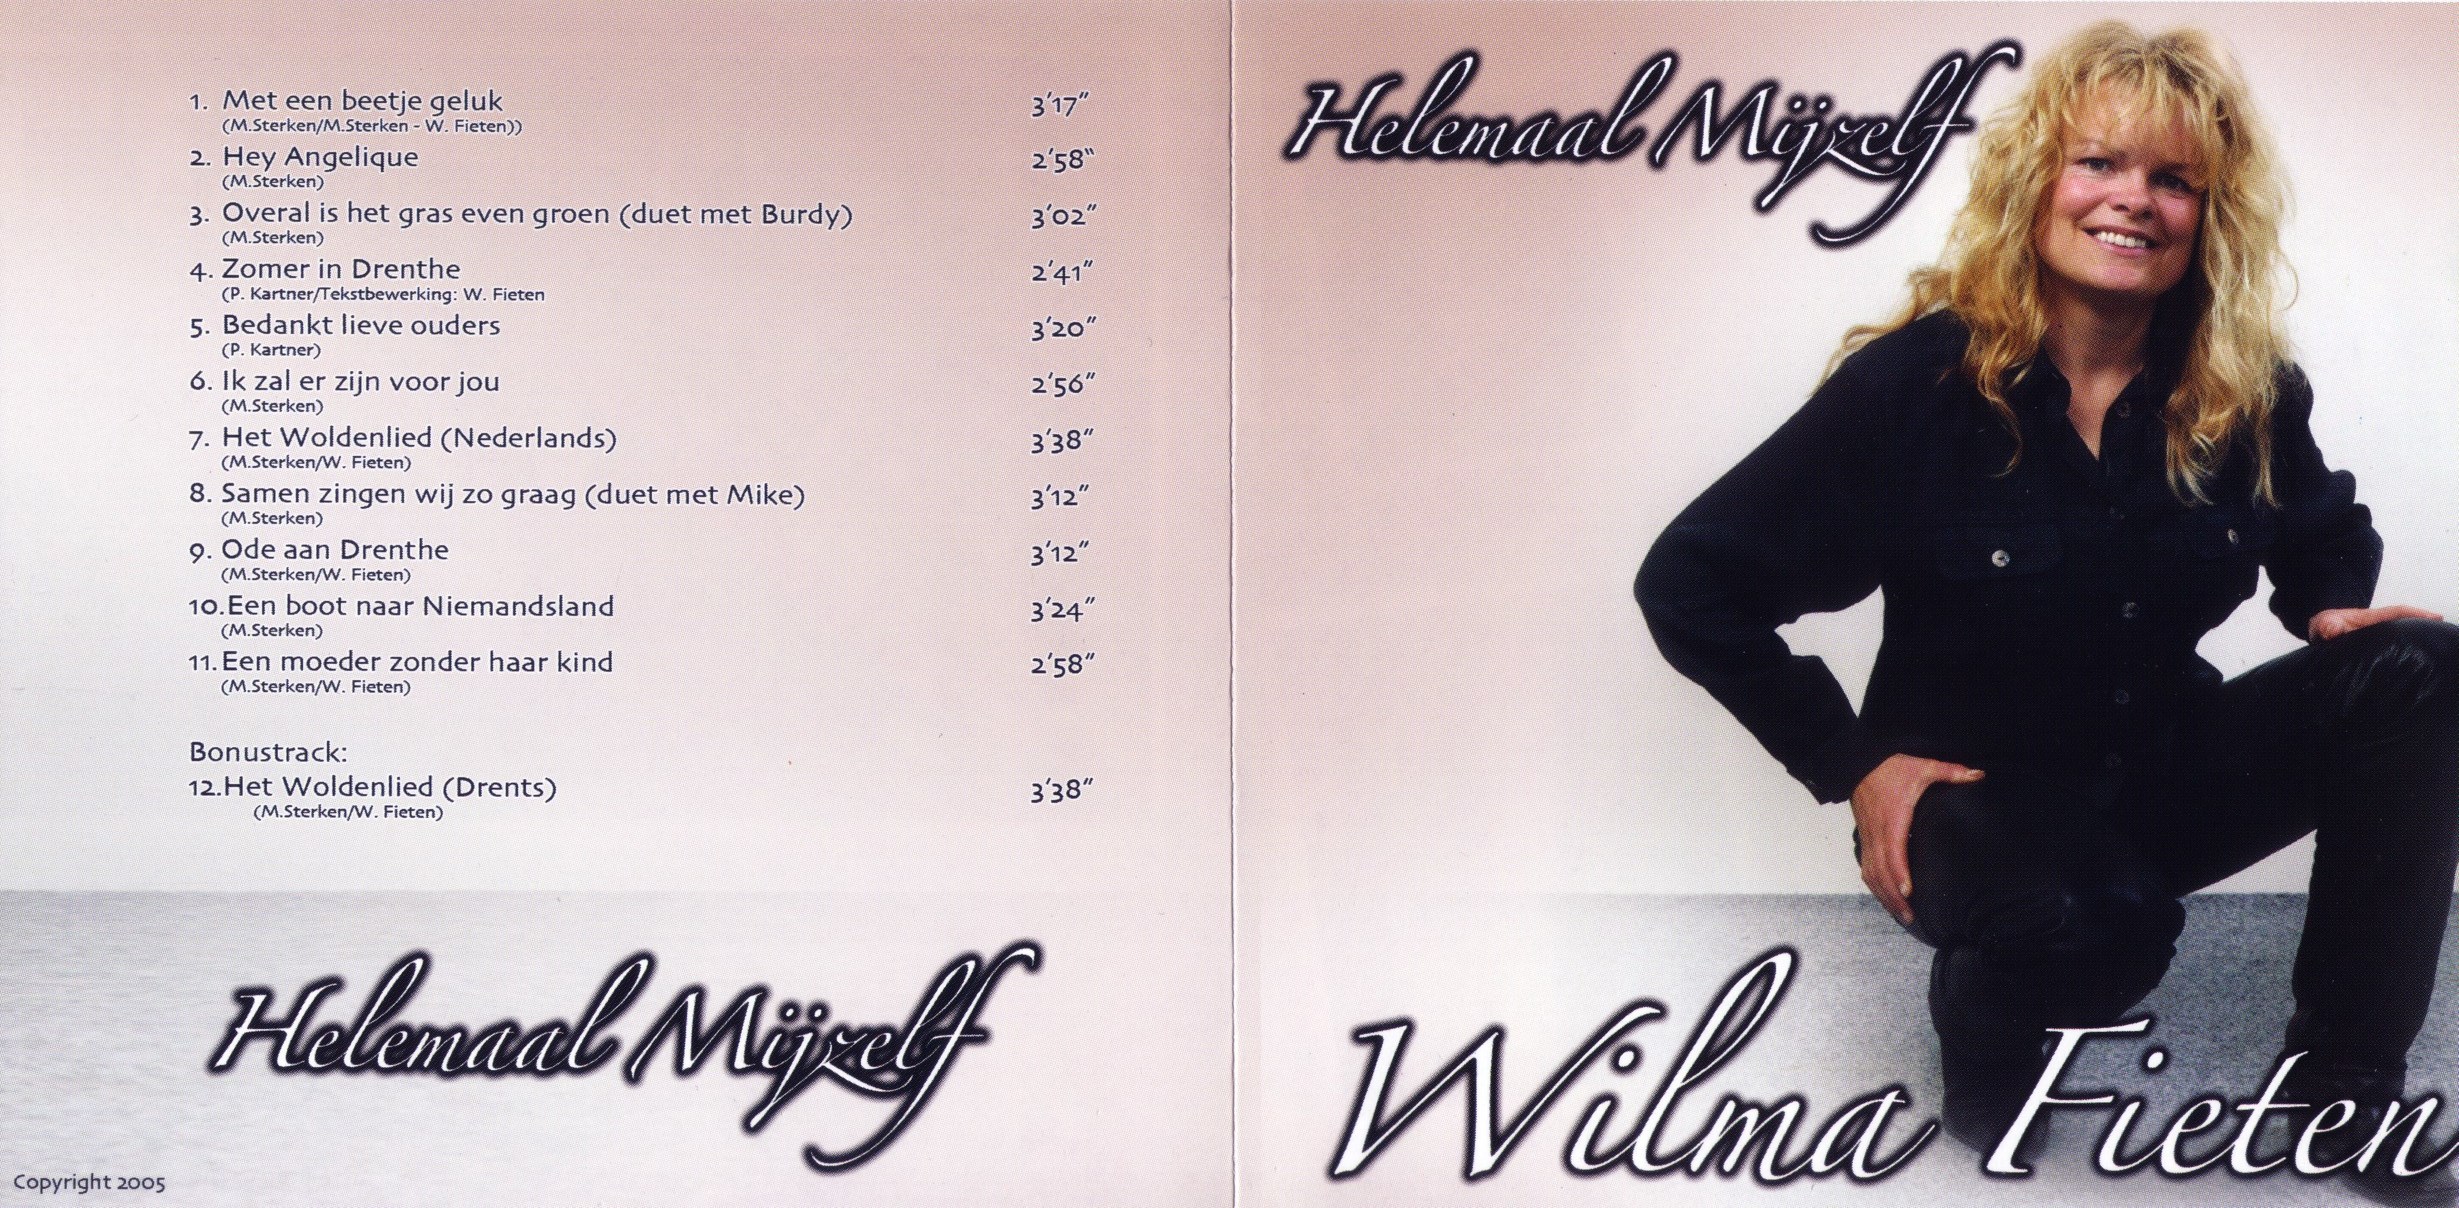 1. Met een beetje geluk 3'17"
(M.Sterken/M.Sterken - W. Fieten))
2. Hey Angelique 2'58"
(M.Sterken)
3. Overal is het gras even groen (duet met Burdy) 3'02"
(M.Sterken)
4. Zomer in Drenthe 2'41"
(P. Kartner/Tekstbewerking: W. Fieten
5. Bedankt lieve ouders 3'20"
(P. Kartner)
6. Ik zal er zijn voor jou 2'56"
(M.Sterken)
7. Het Woldenlied (Nederlands) 3'38"
(M.Sterken/W. Fieten)
8. Samen zingen wij zo graag (duet met Mike) 3'12"
(M.Sterken)
9. Ode aan Drenthe 3'12"
(M.Sterken/W. Fieten)
10.Een boot naar Niemandsland 3'24"
(M.Sterken)
11.Een moeder zonder haar kind 2'58"
(M.Sterken/W. Fieten)
Bonustrack:
12.Het Woldenlied (Drents) 3'38"
(M.Sterken/W. Fieten)
Helemaal Mijzelf
Copyright 2005
Helemaal Mijzelf
Wilma Fieten